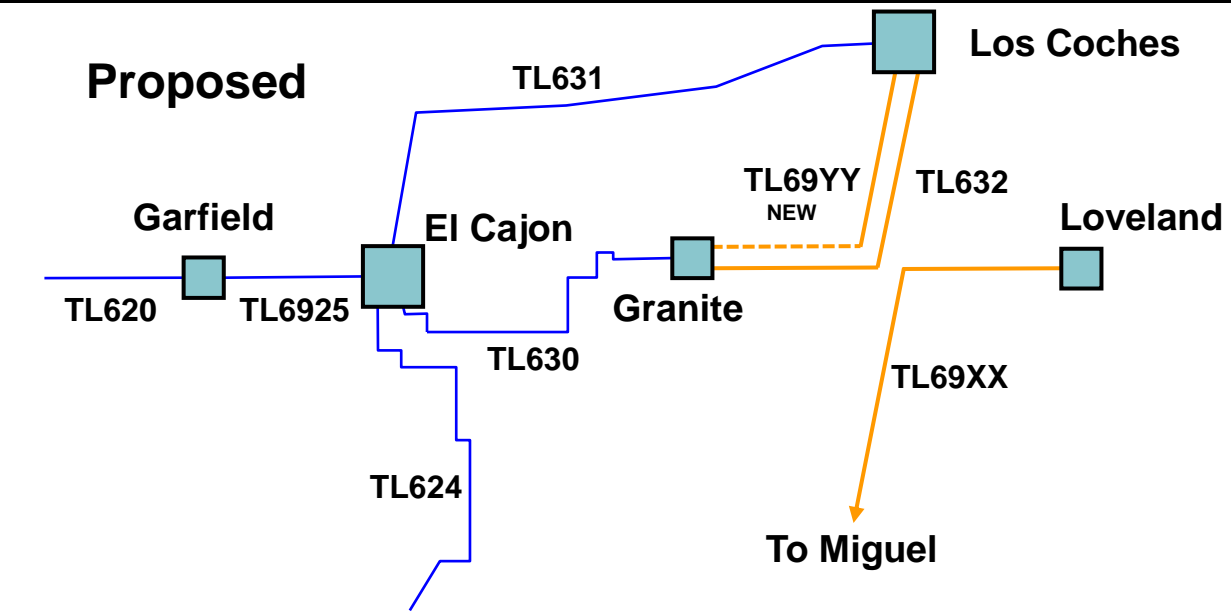 Los Coches
Proposed
TL631
TL69YY
NEW
TL632
Garfield
El Cajon
Loveland
TL620
TL6925
Granite
TL630
TL69XX
TL624
To Miguel